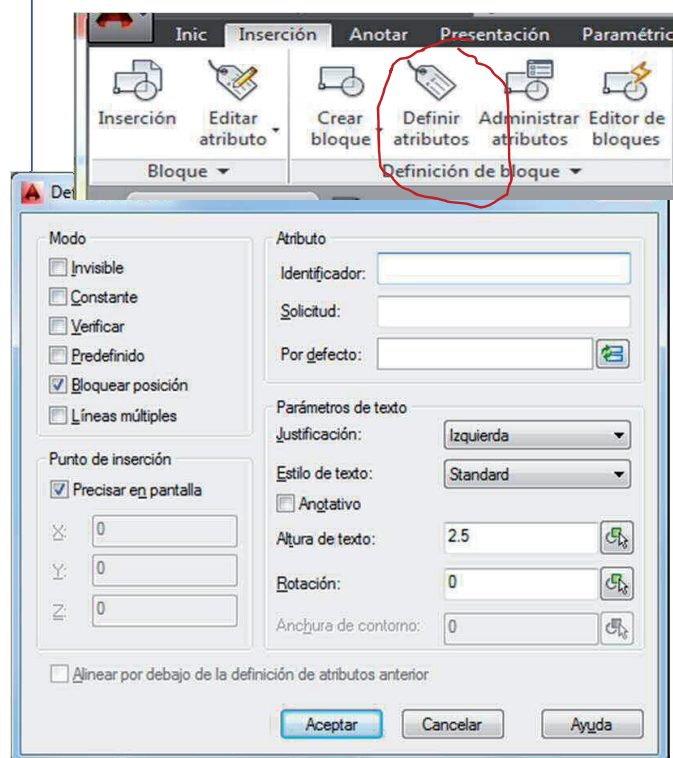 Inic Inserción Anotar Presentación Paramétric
Inserción Editar atributo Crear bloque Definir atributos Administrar atributos Editor de bloques
Bloque Definición de bloque
De
Modo
Invisible
Constante
Verificar
Predefinido
Bloquear posición
Líneas múltiples
Punto de inserción
Precisar en pantalla
X: 0
Y: 0
Z: 0
Atributo
Identificador:
Solicitud:
Por defecto:
Parámetros de texto
Justificación: Izquierda
Estilo de texto: Standard
Anotativo
Altura de texto: 2.5
Rotación: 0
Anchura de contorno: 0
Alinear por debajo de la definición de atributos anterior
Aceptar Cancelar Ayuda